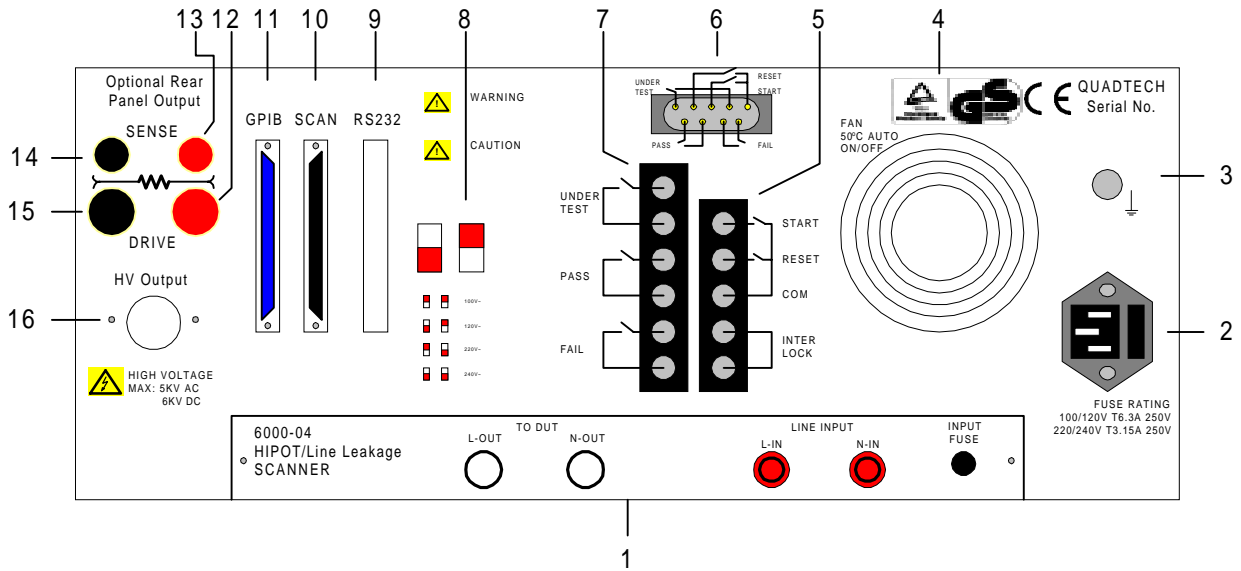 13 12 11 10 9 8 7 6 5 4
Optional Rear
Panel Output
SENSE
14
15
DRIVE
HV Output
16
HIGH VOLTAGE
MAX: 5KV AC
6KV DC
GPIB SCAN RS232
WARNING
CAUTION
100V~
120V~
220V~
240V~
UNDER
TEST
RESET
START
PASS
FAIL
UNDER
TEST
PASS
FAIL
START
RESET
COM
INTER
LOCK
FAN
50ºC AUTO
ON/OFF
GS CE
QUADTECH
Serial No.
3
2
FUSE RATING
100/120V T6.3A 250V
220/240V T3.15A 250V
6000-04
HIPOT/Line Leakage
SCANNER
TO DUT
L-OUT N-OUT
LINE INPUT
L-IN N-IN
INPUT
FUSE
1